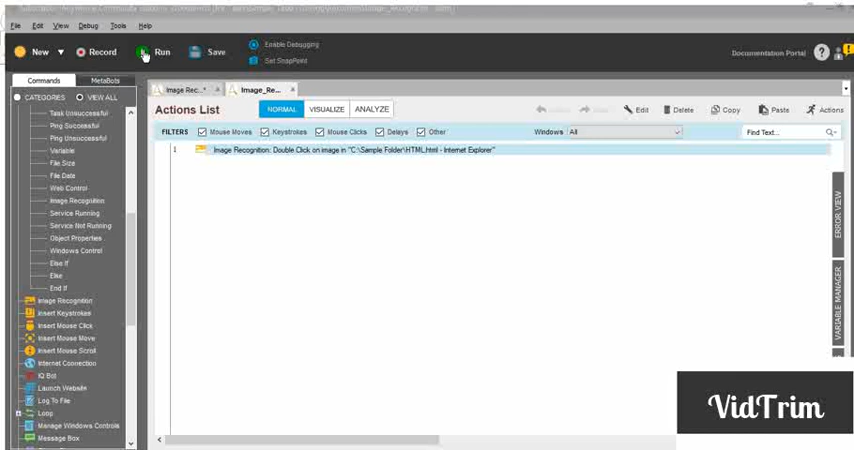 File Edit View Debug Tools Help
New Record Run Save
Enable Debugging
Set SnapPoint
Documentation Portal ?
Commands MetaBots
CATEGORIES VIEW ALL
Image Rec...* Image_Re...
Actions List NORMAL VISUALIZE ANALYZE
Edit Delete Copy Paste Actions
FILTERS Mouse Moves Keystrokes Mouse Clicks Delays Other Windows All Find Text...
1 Image Recognition: Double Click on image in "C:\Sample Folder\HTML.html - Internet Explorer"
Task Unsuccessful
Ping Successful
Ping Unsuccessful
Variable
File Size
File Date
Web Control
Image Recognition
Service Running
Service Not Running
Object Properties
Windows Control
Else If
Else
End If
Image Recognition
Insert Keystrokes
Insert Mouse Click
Insert Mouse Move
Insert Mouse Scroll
Internet Connection
IQ Bot
Launch Website
Log To File
Loop
Manage Windows Controls
Message Box
ERROR VIEW
VARIABLE MANAGER
VidTrim